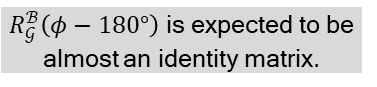 R_𝒢^ℬ(ϕ − 180°) is expected to be
almost an identity matrix.